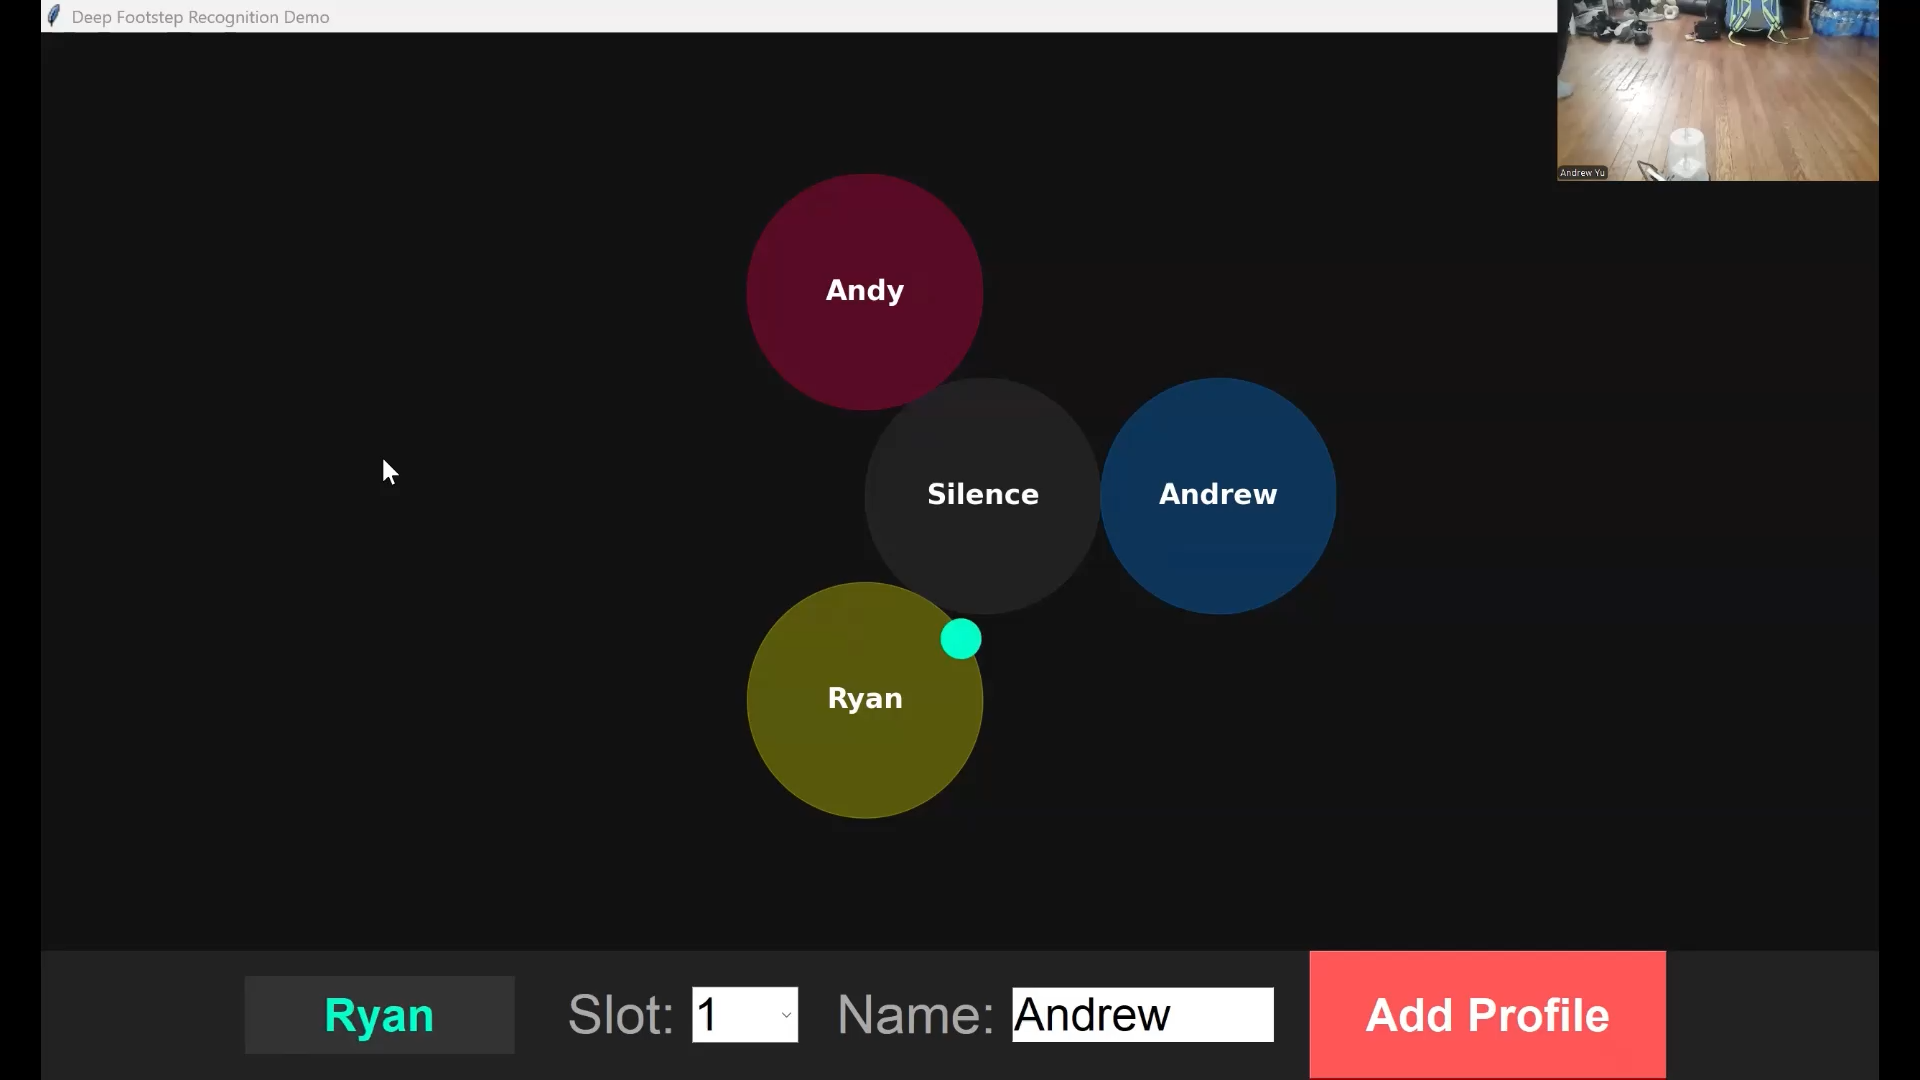 Deep Footstep Recognition Demo
Andrew Yu
Andy
Silence
Andrew
Ryan
Ryan
Slot: 1
Name: Andrew
Add Profile